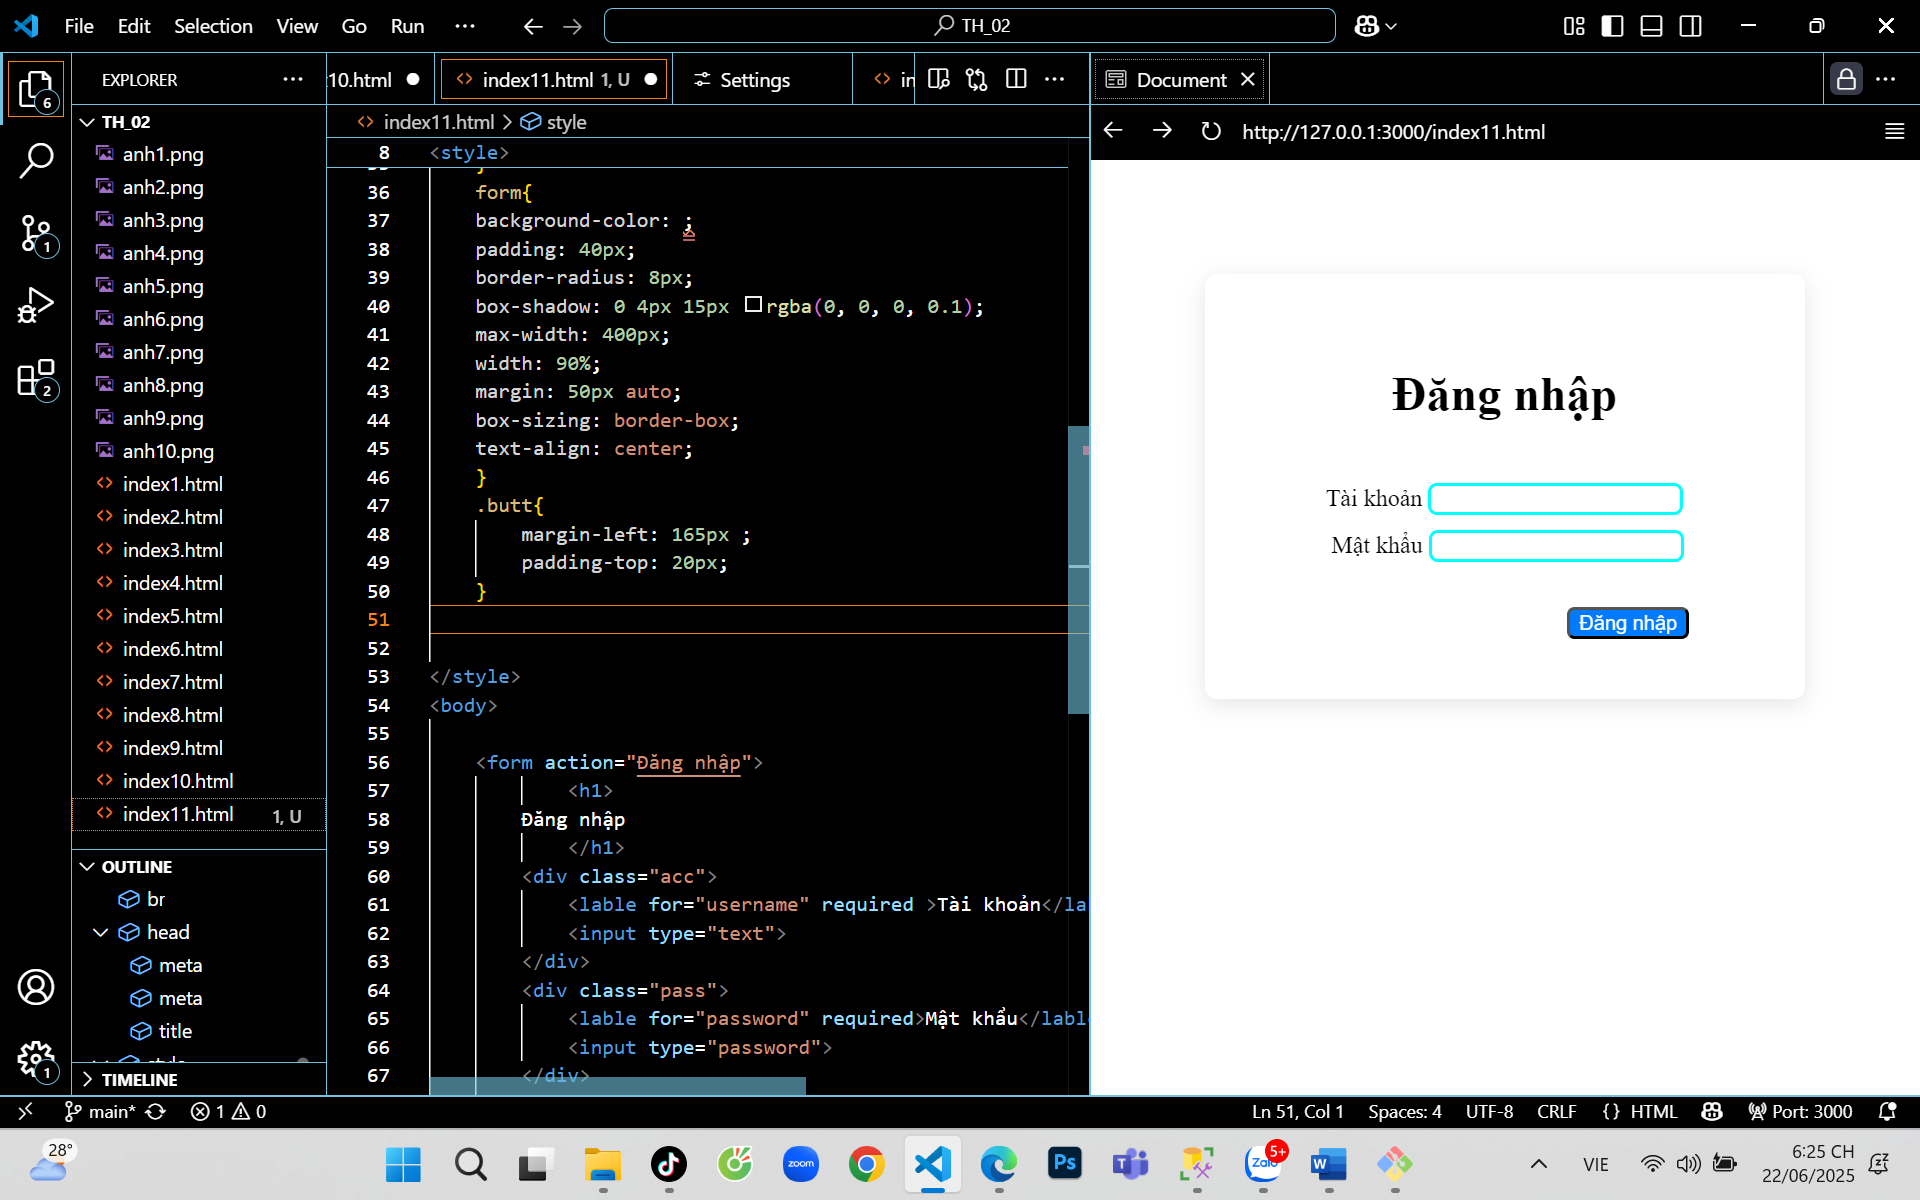 File Edit Selection View Go Run ··· TH_02
EXPLORER ···
TH_02
anh1.png
anh2.png
anh3.png
anh4.png
anh5.png
anh6.png
anh7.png
anh8.png
anh9.png
anh10.png
index1.html
index2.html
index3.html
index4.html
index5.html
index6.html
index7.html
index8.html
index9.html
index10.html
index11.html 1, U
OUTLINE
br
head
meta
meta
title
TIMELINE
6
1
2
1
10.html index11.html 1, U Settings in
index11.html > style
8 <style>
36 form{
37 background-color: ;
38 padding: 40px;
39 border-radius: 8px;
40 box-shadow: 0 4px 15px rgba(0, 0, 0, 0.1);
41 max-width: 400px;
42 width: 90%;
43 margin: 50px auto;
44 box-sizing: border-box;
45 text-align: center;
46 }
47 .butt{
48 margin-left: 165px ;
49 padding-top: 20px;
50 }
51
52
53 </style>
54 <body>
55
56 <form action="Đăng nhập">
57 <h1>
58 Đăng nhập
59 </h1>
60 <div class="acc">
61 <lable for="username" required >Tài khoản</la
62 <input type="text">
63 </div>
64 <div class="pass">
65 <lable for="password" required>Mật khẩu</labl
66 <input type="password">
67 </div>
Document
http://127.0.0.1:3000/index11.html
Đăng nhập
Tài khoản
Mật khẩu
Đăng nhập
main* 1 0 Ln 51, Col 1 Spaces: 4 UTF-8 CRLF {} HTML Port: 3000
28° zoom Ps Zalo 5+ W VIE 6:25 CH
22/06/2025